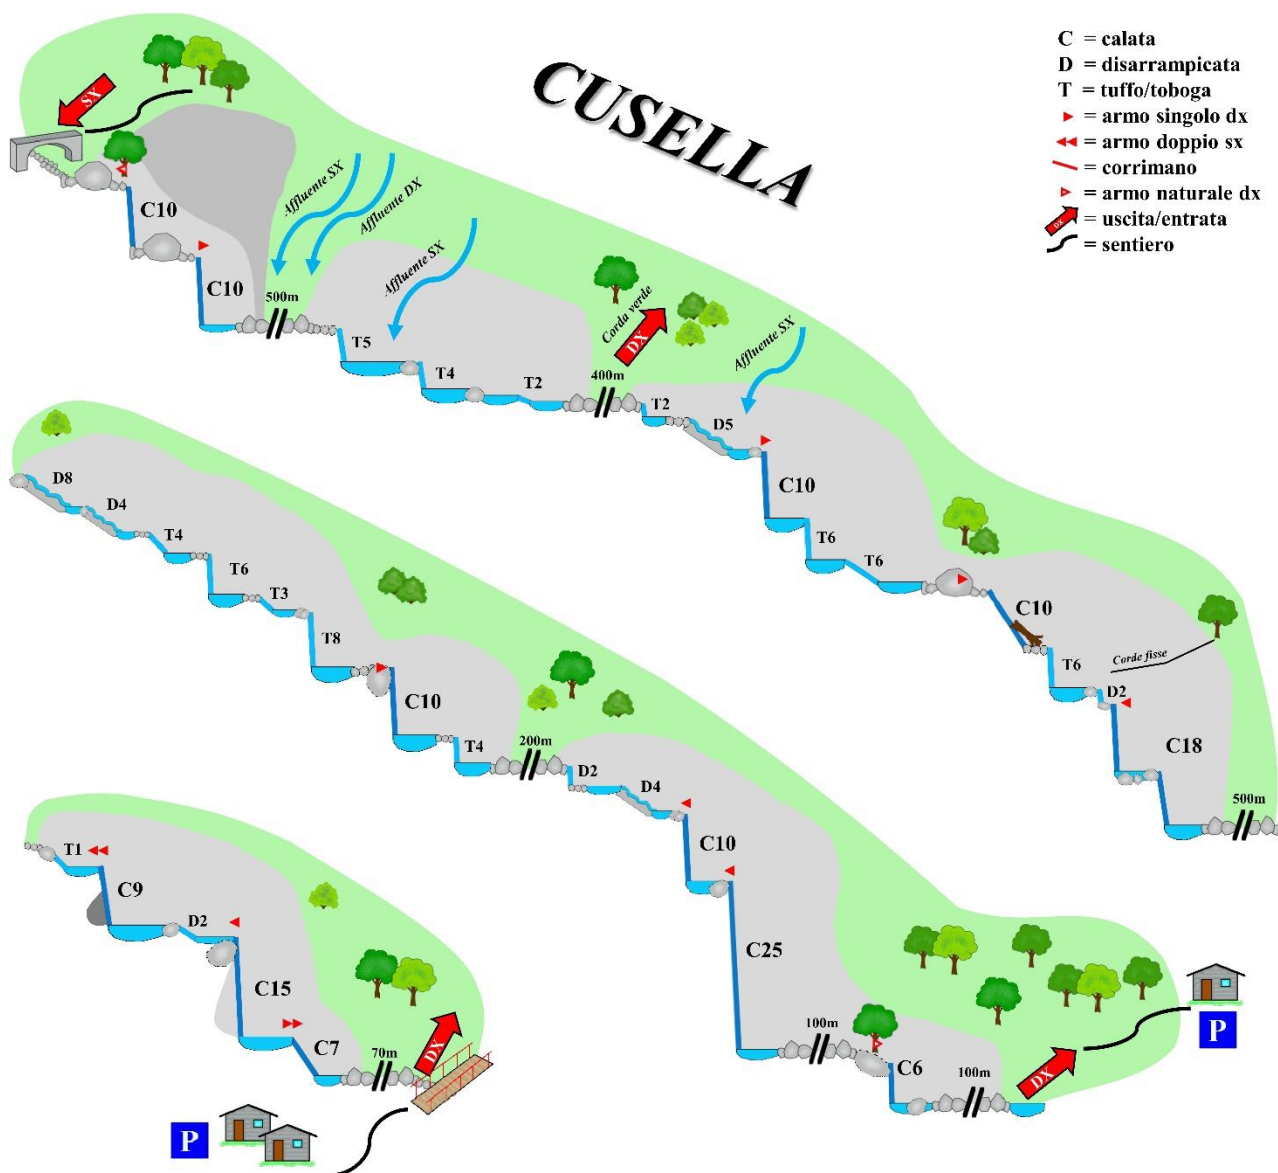 CUSELLA
C = calata
D = disarrampicata
T = tuffo/toboga
= armo singolo dx
= armo doppio sx
= corrimano
= armo naturale dx
DX = uscita/entrata
= sentiero
SX
C10
C10
Affluente SX
Affluente DX
500m
T5
Affluente SX
T4
T2
Corda verde
DX
400m
T2
D5
Affluente SX
C10
T6
T6
C10
T6
Corde fisse
D2
C18
500m
D8
D4
T4
T6
T3
T8
C10
T4
200m
D2
D4
C10
C25
100m
C6
100m
DX
P
T1
C9
D2
C15
C7
70m
DX
P